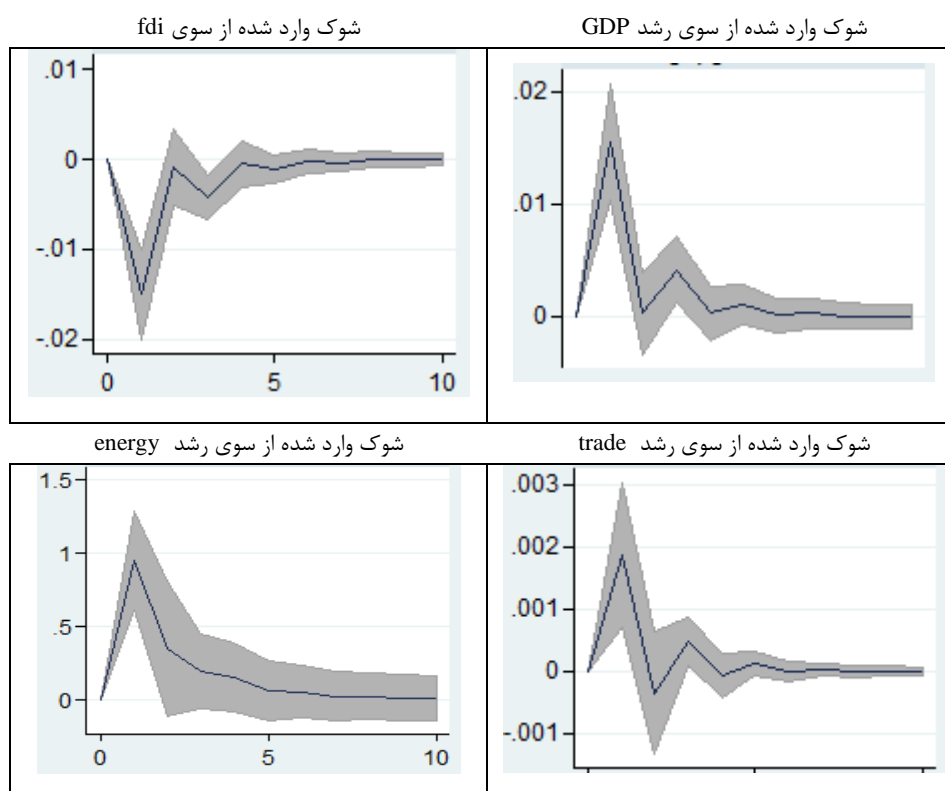 شوک وارد شده از سوی رشد GDP
شوک وارد شده از سوی fdi
.02
.01
0
.01
0
-.01
-.02
0 5 10
شوک وارد شده از سوی رشد trade
شوک وارد شده از سوی رشد energy
.003
.002
.001
0
-.001
1.5
1
.5
0
0 5 10